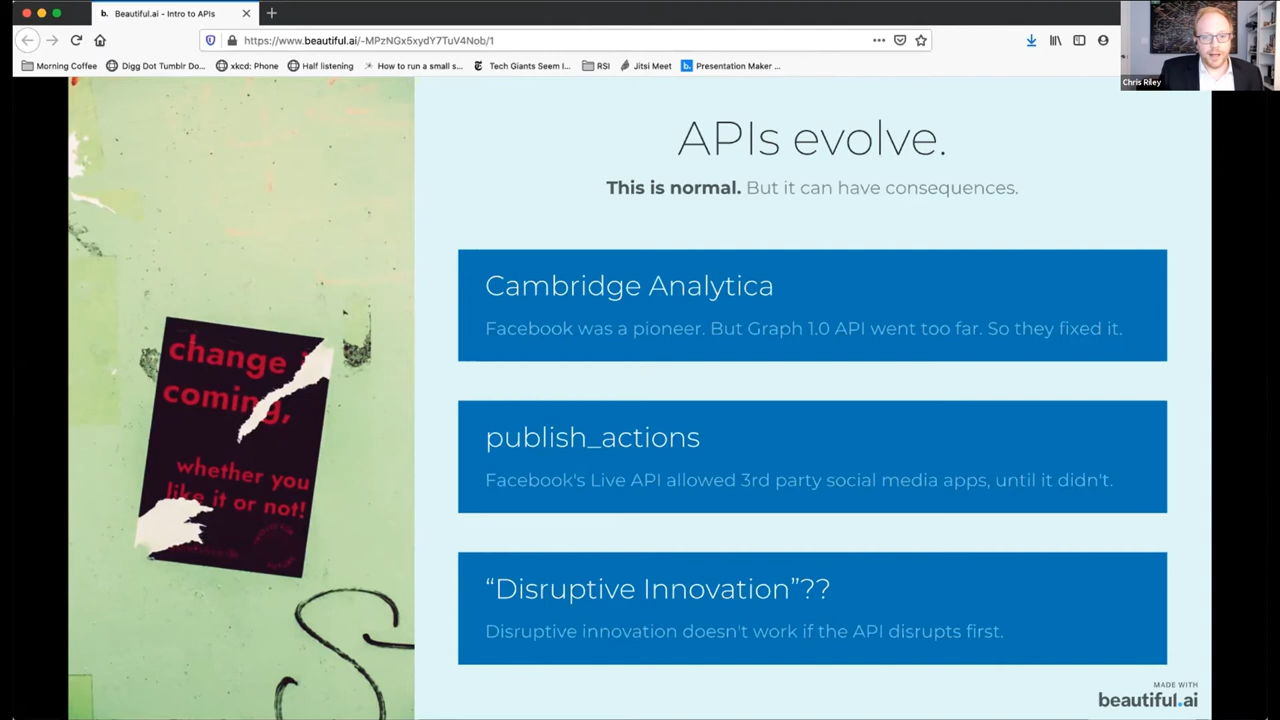 b. Beautiful.ai - Intro to APIs
https://www.beautiful.ai/-MPzNGx5xydY7TuV4Nob/1
Morning Coffee
Digg Dot Tumblr Do...
xkcd: Phone
Half listening
How to run a small s...
Tech Giants Seem I...
RSI
Jitsi Meet
b. Presentation Maker ...
Chris Riley
change
coming,
whether you
like it or not!
APIs evolve.
This is normal. But it can have consequences.
Cambridge Analytica
Facebook was a pioneer. But Graph 1.0 API went too far. So they fixed it.
publish_actions
Facebook's Live API allowed 3rd party social media apps, until it didn't.
“Disruptive Innovation”??
Disruptive innovation doesn't work if the API disrupts first.
MADE WITH
beautiful.ai